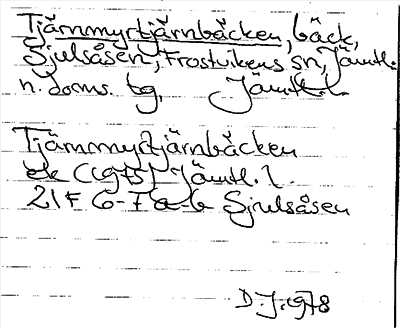 Tjärnmyrtjärnbäcken, bäck,
Sjulsåsen, Frostvikens sn, Jämtl.
n. doms. tg, Jämtl. l.
Tjärnmyrtjärnbäcken
ek (1975) Jämtl. l.
21F 6-7 a-b Sjulsåsen
D.J. 1978